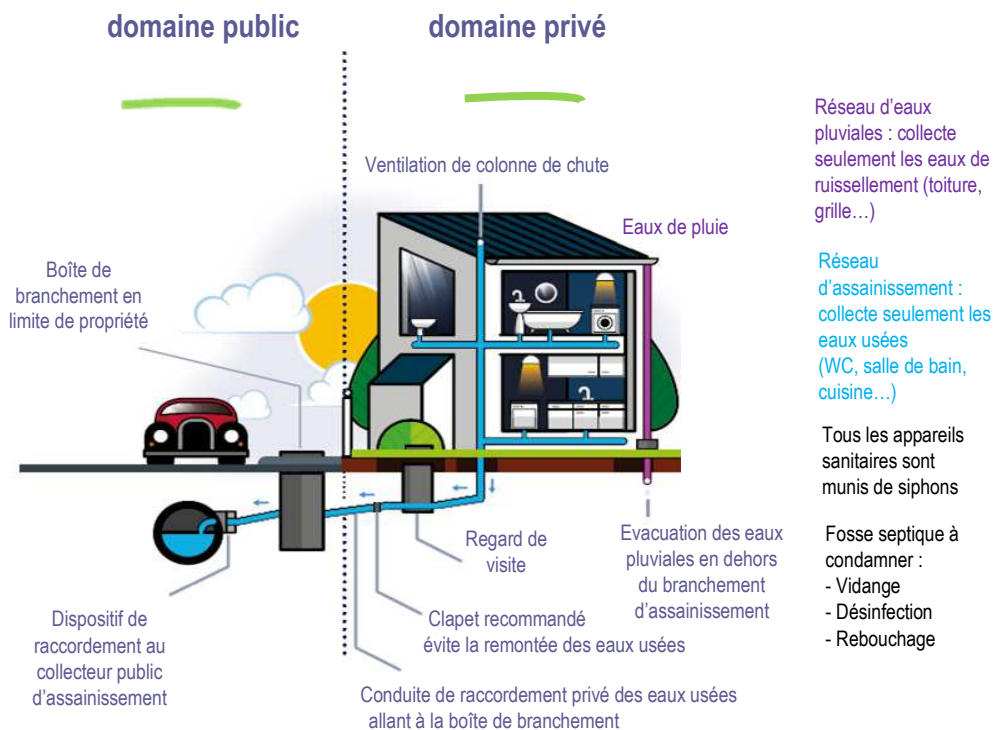 domaine public
domaine privé
Ventilation de colonne de chute
Eaux de pluie
Boîte de
branchement en
limite de propriété
Regard de
visite
Evacuation des eaux
pluviales en dehors
du branchement
d'assainissement
Dispositif de
raccordement au
collecteur public
d'assainissement
Clapet recommandé
évite la remontée des eaux usées
Conduite de raccordement privé des eaux usées
allant à la boîte de branchement
Réseau d'eaux
pluviales : collecte
seulement les eaux de
ruissellement (toiture,
grille…)
Réseau
d'assainissement :
collecte seulement les
eaux usées
(WC, salle de bain,
cuisine…)
Tous les appareils
sanitaires sont
munis de siphons
Fosse septique à
condamner :
- Vidange
- Désinfection
- Rebouchage